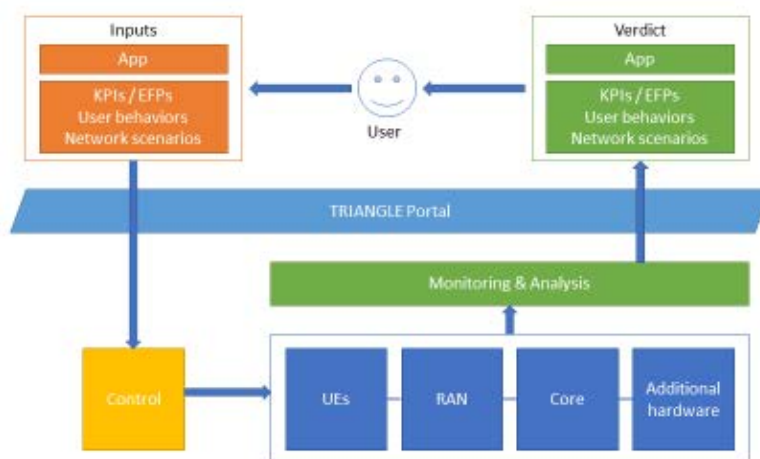 Inputs
App
KPIs / EFPs
User behaviors
Network scenarios
User
Verdict
App
KPIs / EFPs
User behaviors
Network scenarios
TRIANGLE Portal
Monitoring & Analysis
Control
UEs
RAN
Core
Additional
hardware